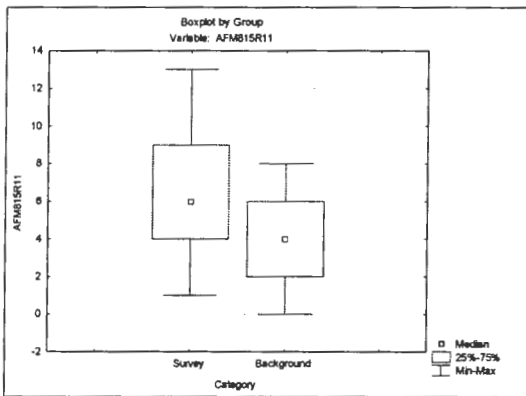 Boxplot by Group
Variable: AFM815R11
14
12
10
8
6
4
2
0
-2
AFM815R11
Survey
Background
Category
Median
25%-75%
Min-Max